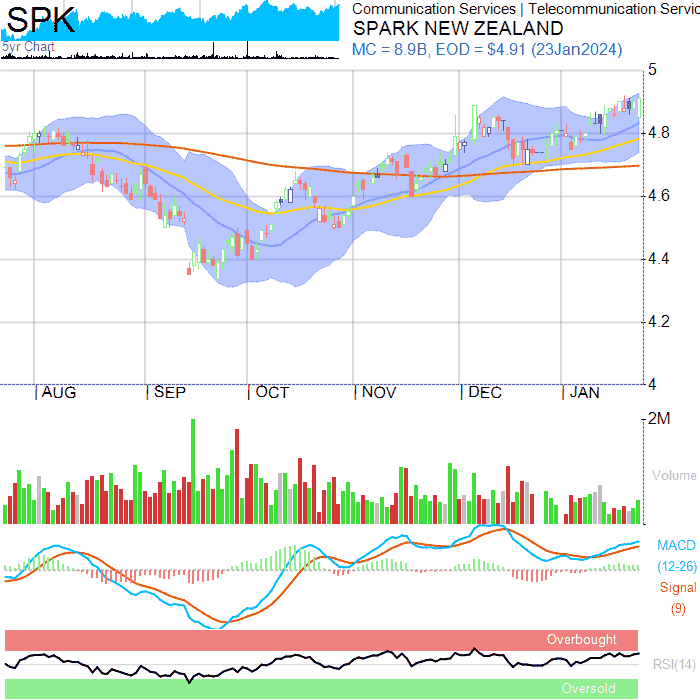 SPK
5yr Chart
Communication Services | Telecommunication Servic
SPARK NEW ZEALAND
MC = 8.9B, EOD = $4.91 (23Jan2024)
5
4.8
4.6
4.4
4.2
4
|AUG |SEP |OCT |NOV |DEC |JAN
2M
Volume
MACD
(12-26)
Signal
(9)
Overbought
RSI(14)
Oversold